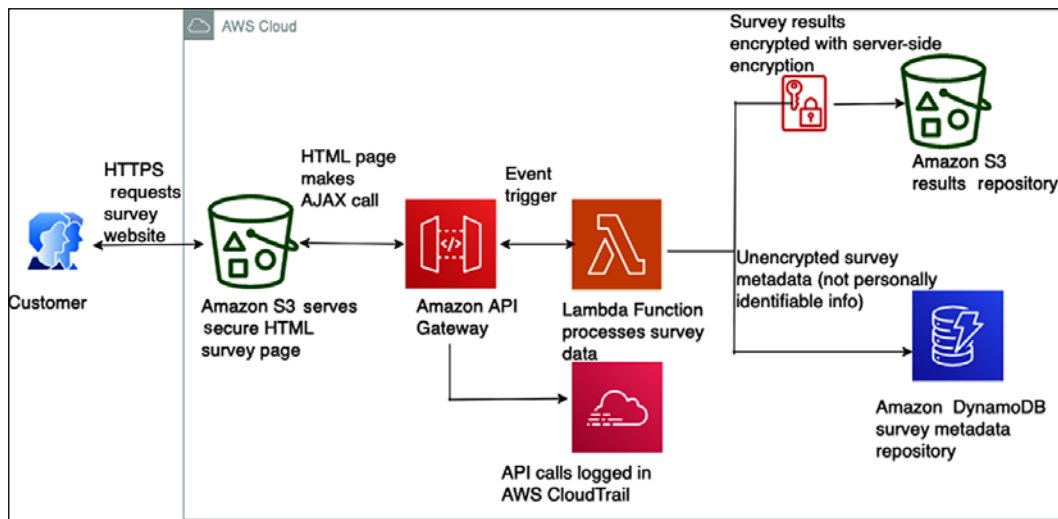 AWS Cloud
Survey results
encrypted with server-side
encryption
Amazon S3
results repository
HTTPS
requests
survey
website
HTML page
makes
AJAX call
Event
trigger
Customer
Amazon S3 serves
secure HTML
survey page
Amazon API
Gateway
Lambda Function
processes survey
data
Unencrypted survey
metadata (not personally
identifiable info)
API calls logged in
AWS CloudTrail
Amazon DynamoDB
survey metadata
repository